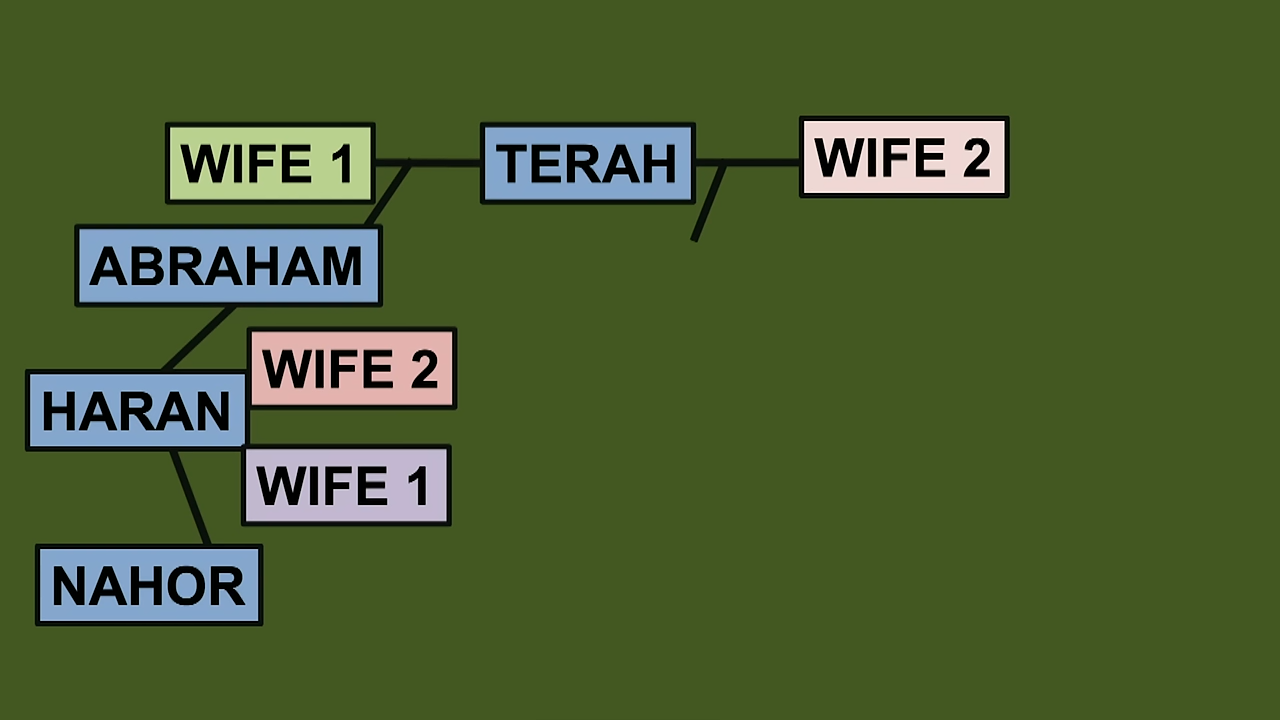 WIFE 1
TERAH
WIFE 2
ABRAHAM
WIFE 2
HARAN
WIFE 1
NAHOR